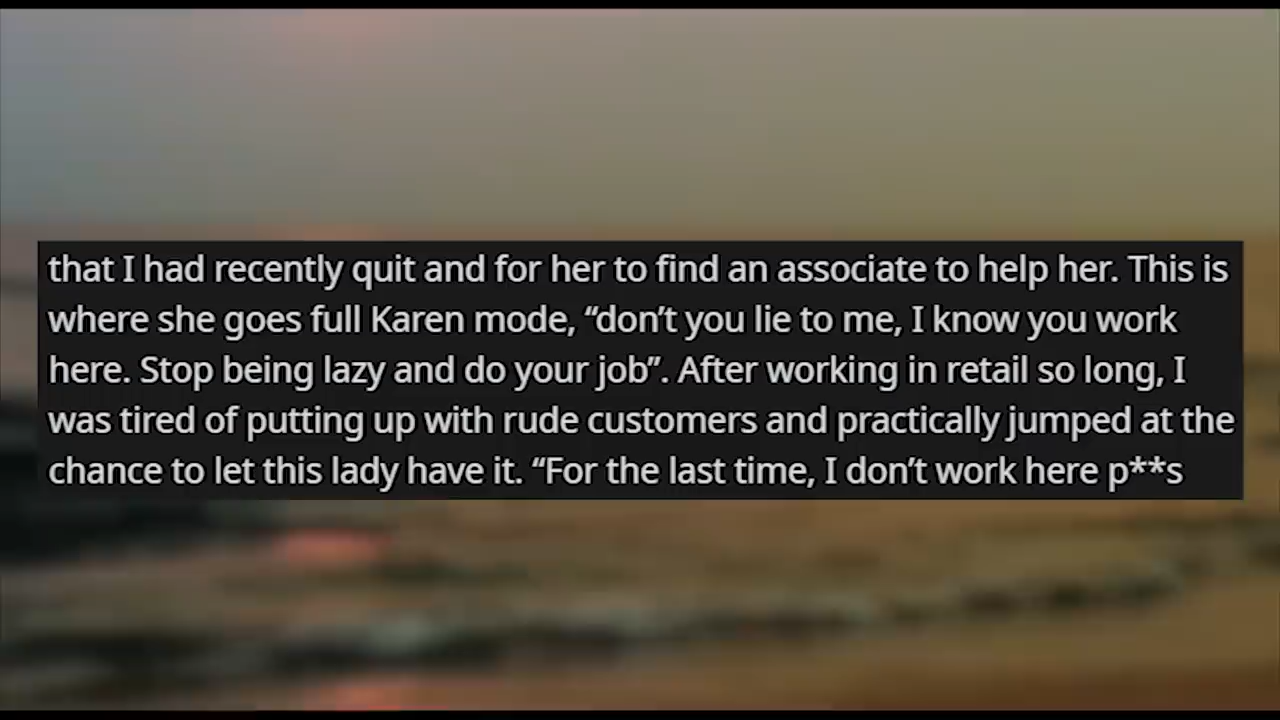 that I had recently quit and for her to find an associate to help her. This is
where she goes full Karen mode, “don’t you lie to me, I know you work
here. Stop being lazy and do your job”. After working in retail so long, I
was tired of putting up with rude customers and practically jumped at the
chance to let this lady have it. “For the last time, I don’t work here p**s